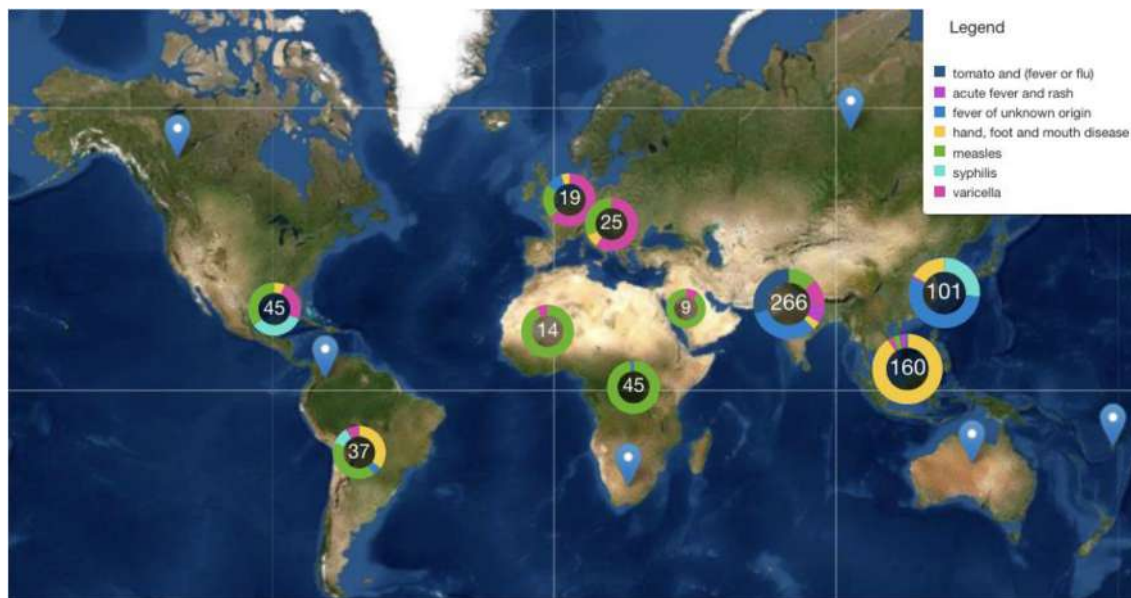 Legend
tomato and (fever or flu)
acute fever and rash
fever of unknown origin
hand, foot and mouth disease
measles
syphilis
varicella
19
25
45
14
9
266
101
160
45
37